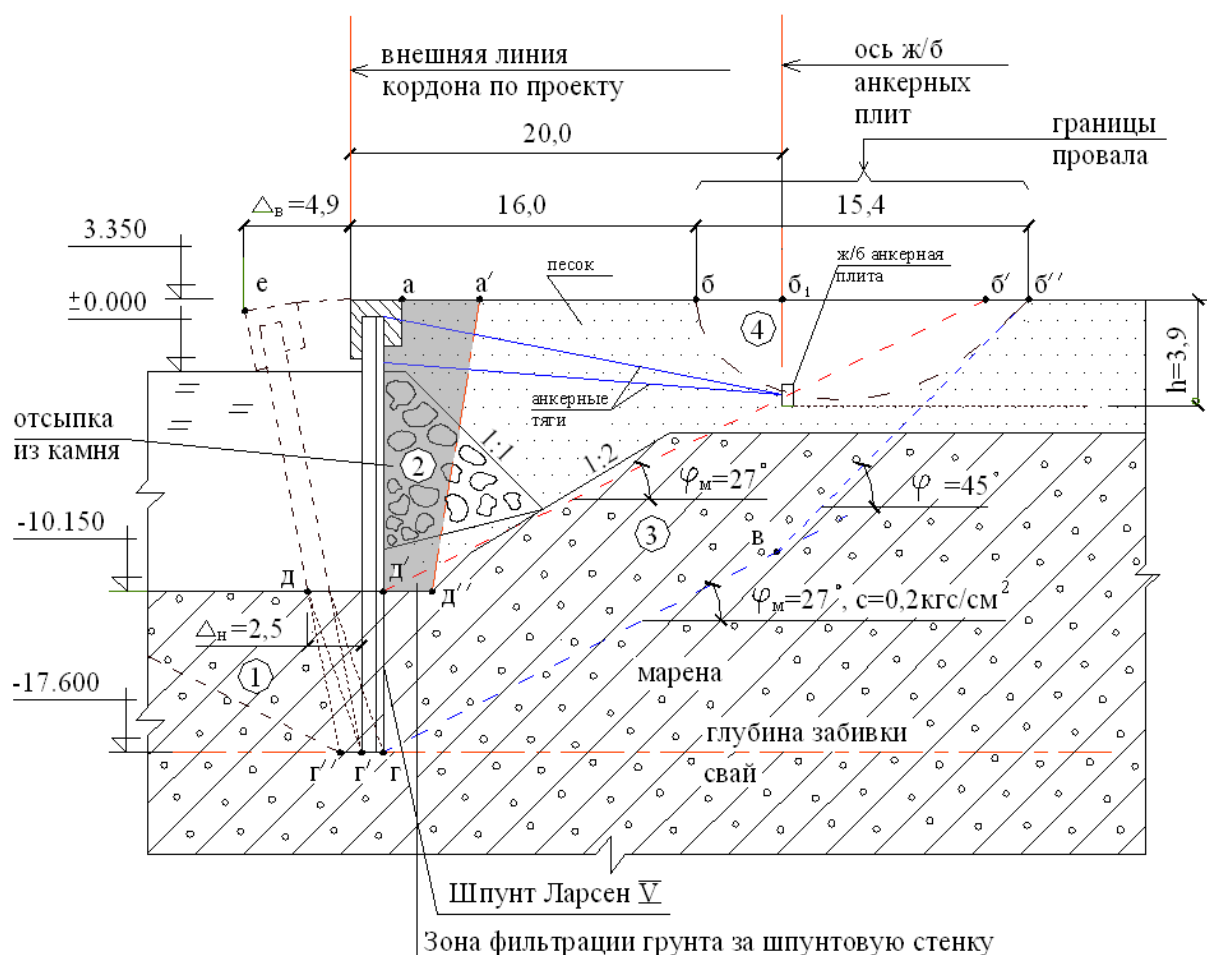 внешняя линия
кордона по проекту
ось ж/б
анкерных
плит
границы
провала
20,0
△в=4,9
16,0
15,4
3.350
±0.000
е
а
а′
песок
б
б₁
ж/б анкерная
плита
б′
б′′
4
h=3,9
анкерные
тяги
отсыпка
из камня
1:1
1:2
2
φм=27°
φ =45°
3
в
-10.150
д
д′
д′′
φм=27°, с=0,2кгс/см²
△н=2,5
1
марена
-17.600
глубина забивки
свай
г′′
г′
г
Шпунт Ларсен V
Зона фильтрации грунта за шпунтовую стенку